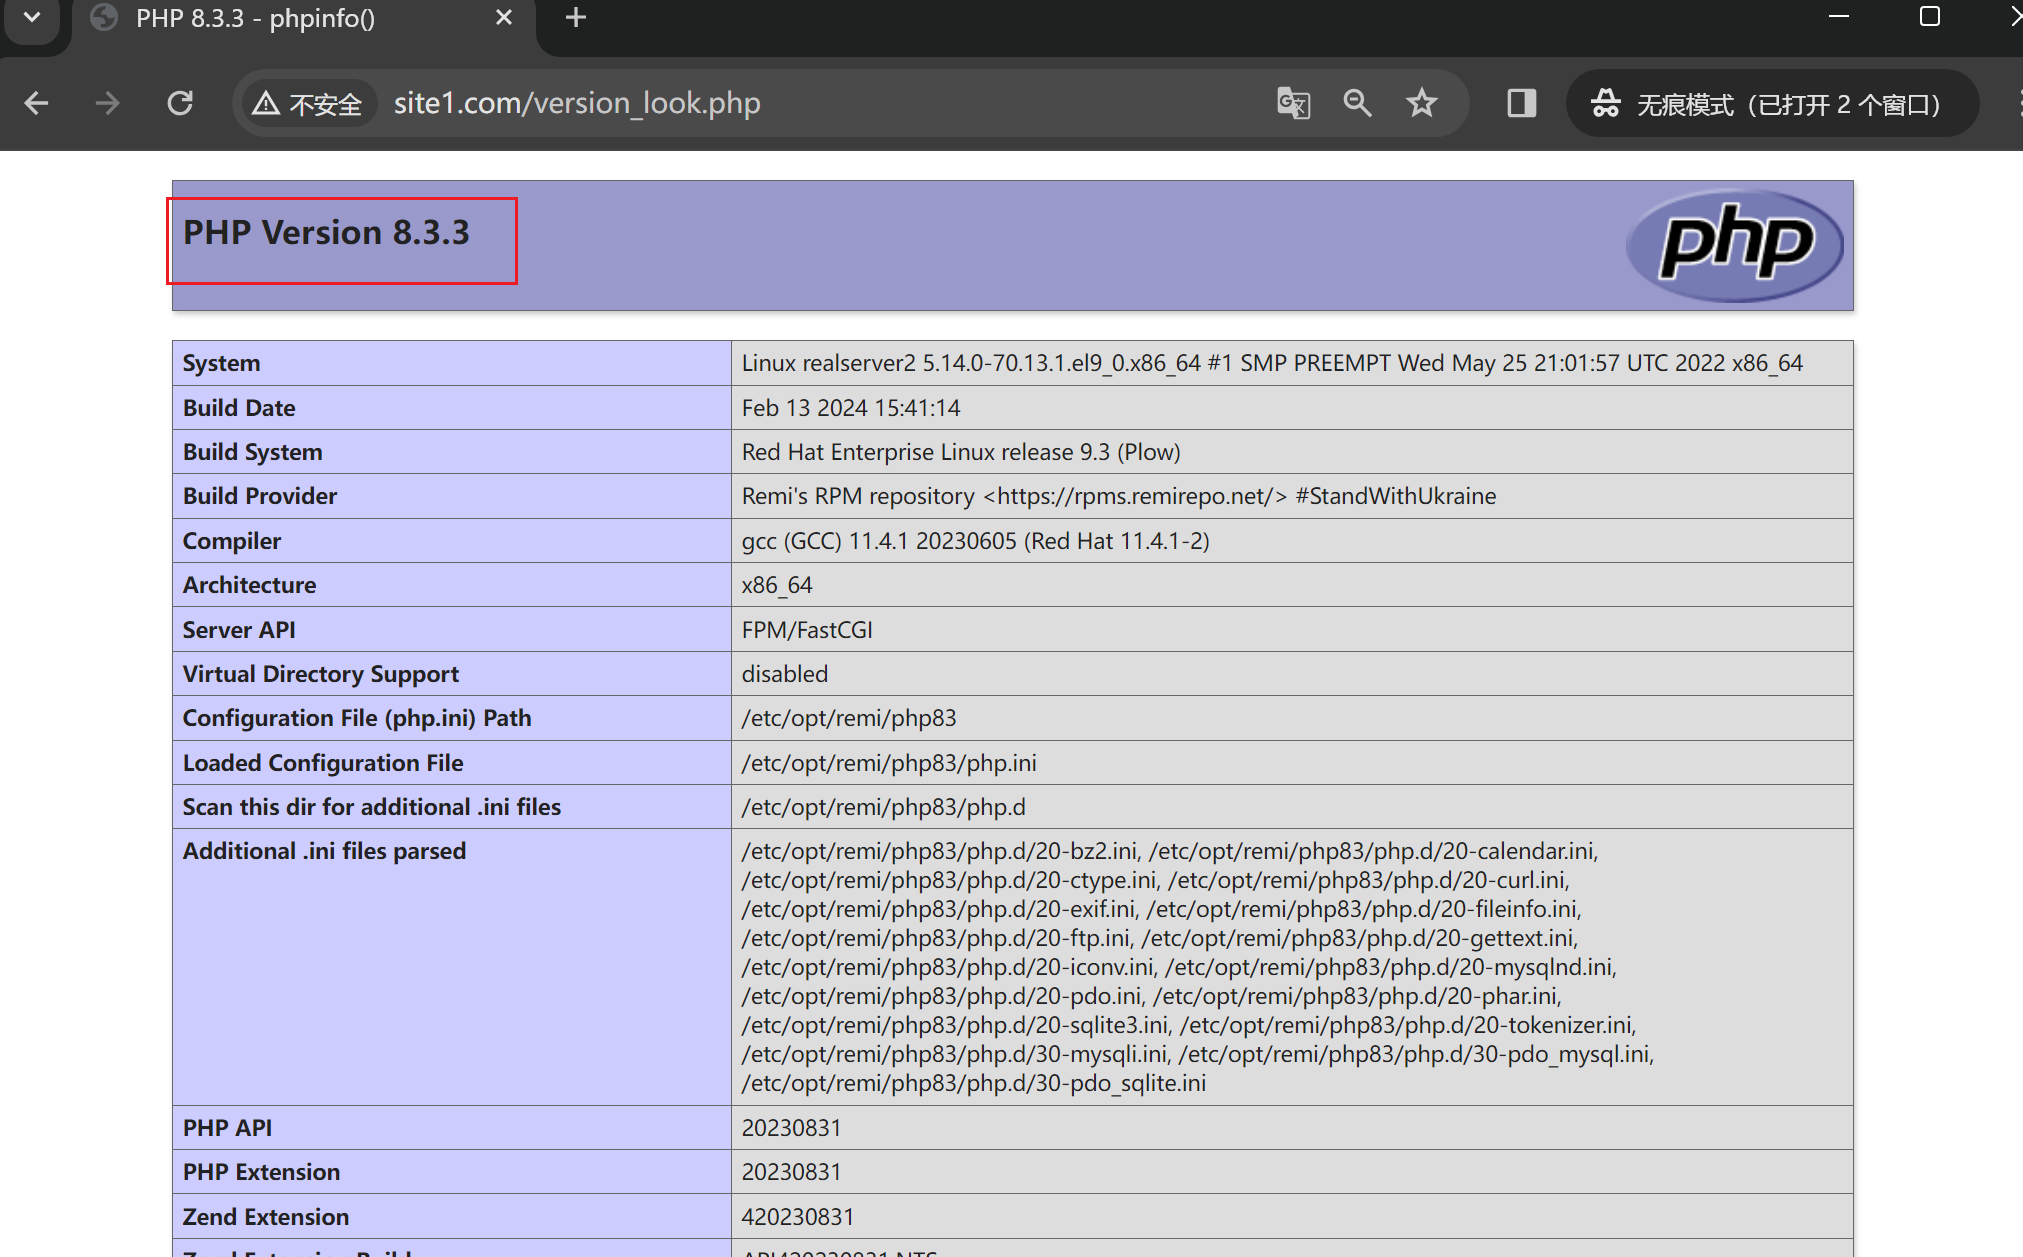 PHP 8.3.3 - phpinfo()
不安全 site1.com/version_look.php 无痕模式（已打开 2 个窗口）
PHP Version 8.3.3
php
System Linux realserver2 5.14.0-70.13.1.el9_0.x86_64 #1 SMP PREEMPT Wed May 25 21:01:57 UTC 2022 x86_64
Build Date Feb 13 2024 15:41:14
Build System Red Hat Enterprise Linux release 9.3 (Plow)
Build Provider Remi's RPM repository <https://rpms.remirepo.net/> #StandWithUkraine
Compiler gcc (GCC) 11.4.1 20230605 (Red Hat 11.4.1-2)
Architecture x86_64
Server API FPM/FastCGI
Virtual Directory Support disabled
Configuration File (php.ini) Path /etc/opt/remi/php83
Loaded Configuration File /etc/opt/remi/php83/php.ini
Scan this dir for additional .ini files /etc/opt/remi/php83/php.d
Additional .ini files parsed /etc/opt/remi/php83/php.d/20-bz2.ini, /etc/opt/remi/php83/php.d/20-calendar.ini,
/etc/opt/remi/php83/php.d/20-ctype.ini, /etc/opt/remi/php83/php.d/20-curl.ini,
/etc/opt/remi/php83/php.d/20-exif.ini, /etc/opt/remi/php83/php.d/20-fileinfo.ini,
/etc/opt/remi/php83/php.d/20-ftp.ini, /etc/opt/remi/php83/php.d/20-gettext.ini,
/etc/opt/remi/php83/php.d/20-iconv.ini, /etc/opt/remi/php83/php.d/20-mysqlnd.ini,
/etc/opt/remi/php83/php.d/20-pdo.ini, /etc/opt/remi/php83/php.d/20-phar.ini,
/etc/opt/remi/php83/php.d/20-sqlite3.ini, /etc/opt/remi/php83/php.d/20-tokenizer.ini,
/etc/opt/remi/php83/php.d/30-mysqli.ini, /etc/opt/remi/php83/php.d/30-pdo_mysql.ini,
/etc/opt/remi/php83/php.d/30-pdo_sqlite.ini
PHP API 20230831
PHP Extension 20230831
Zend Extension 420230831